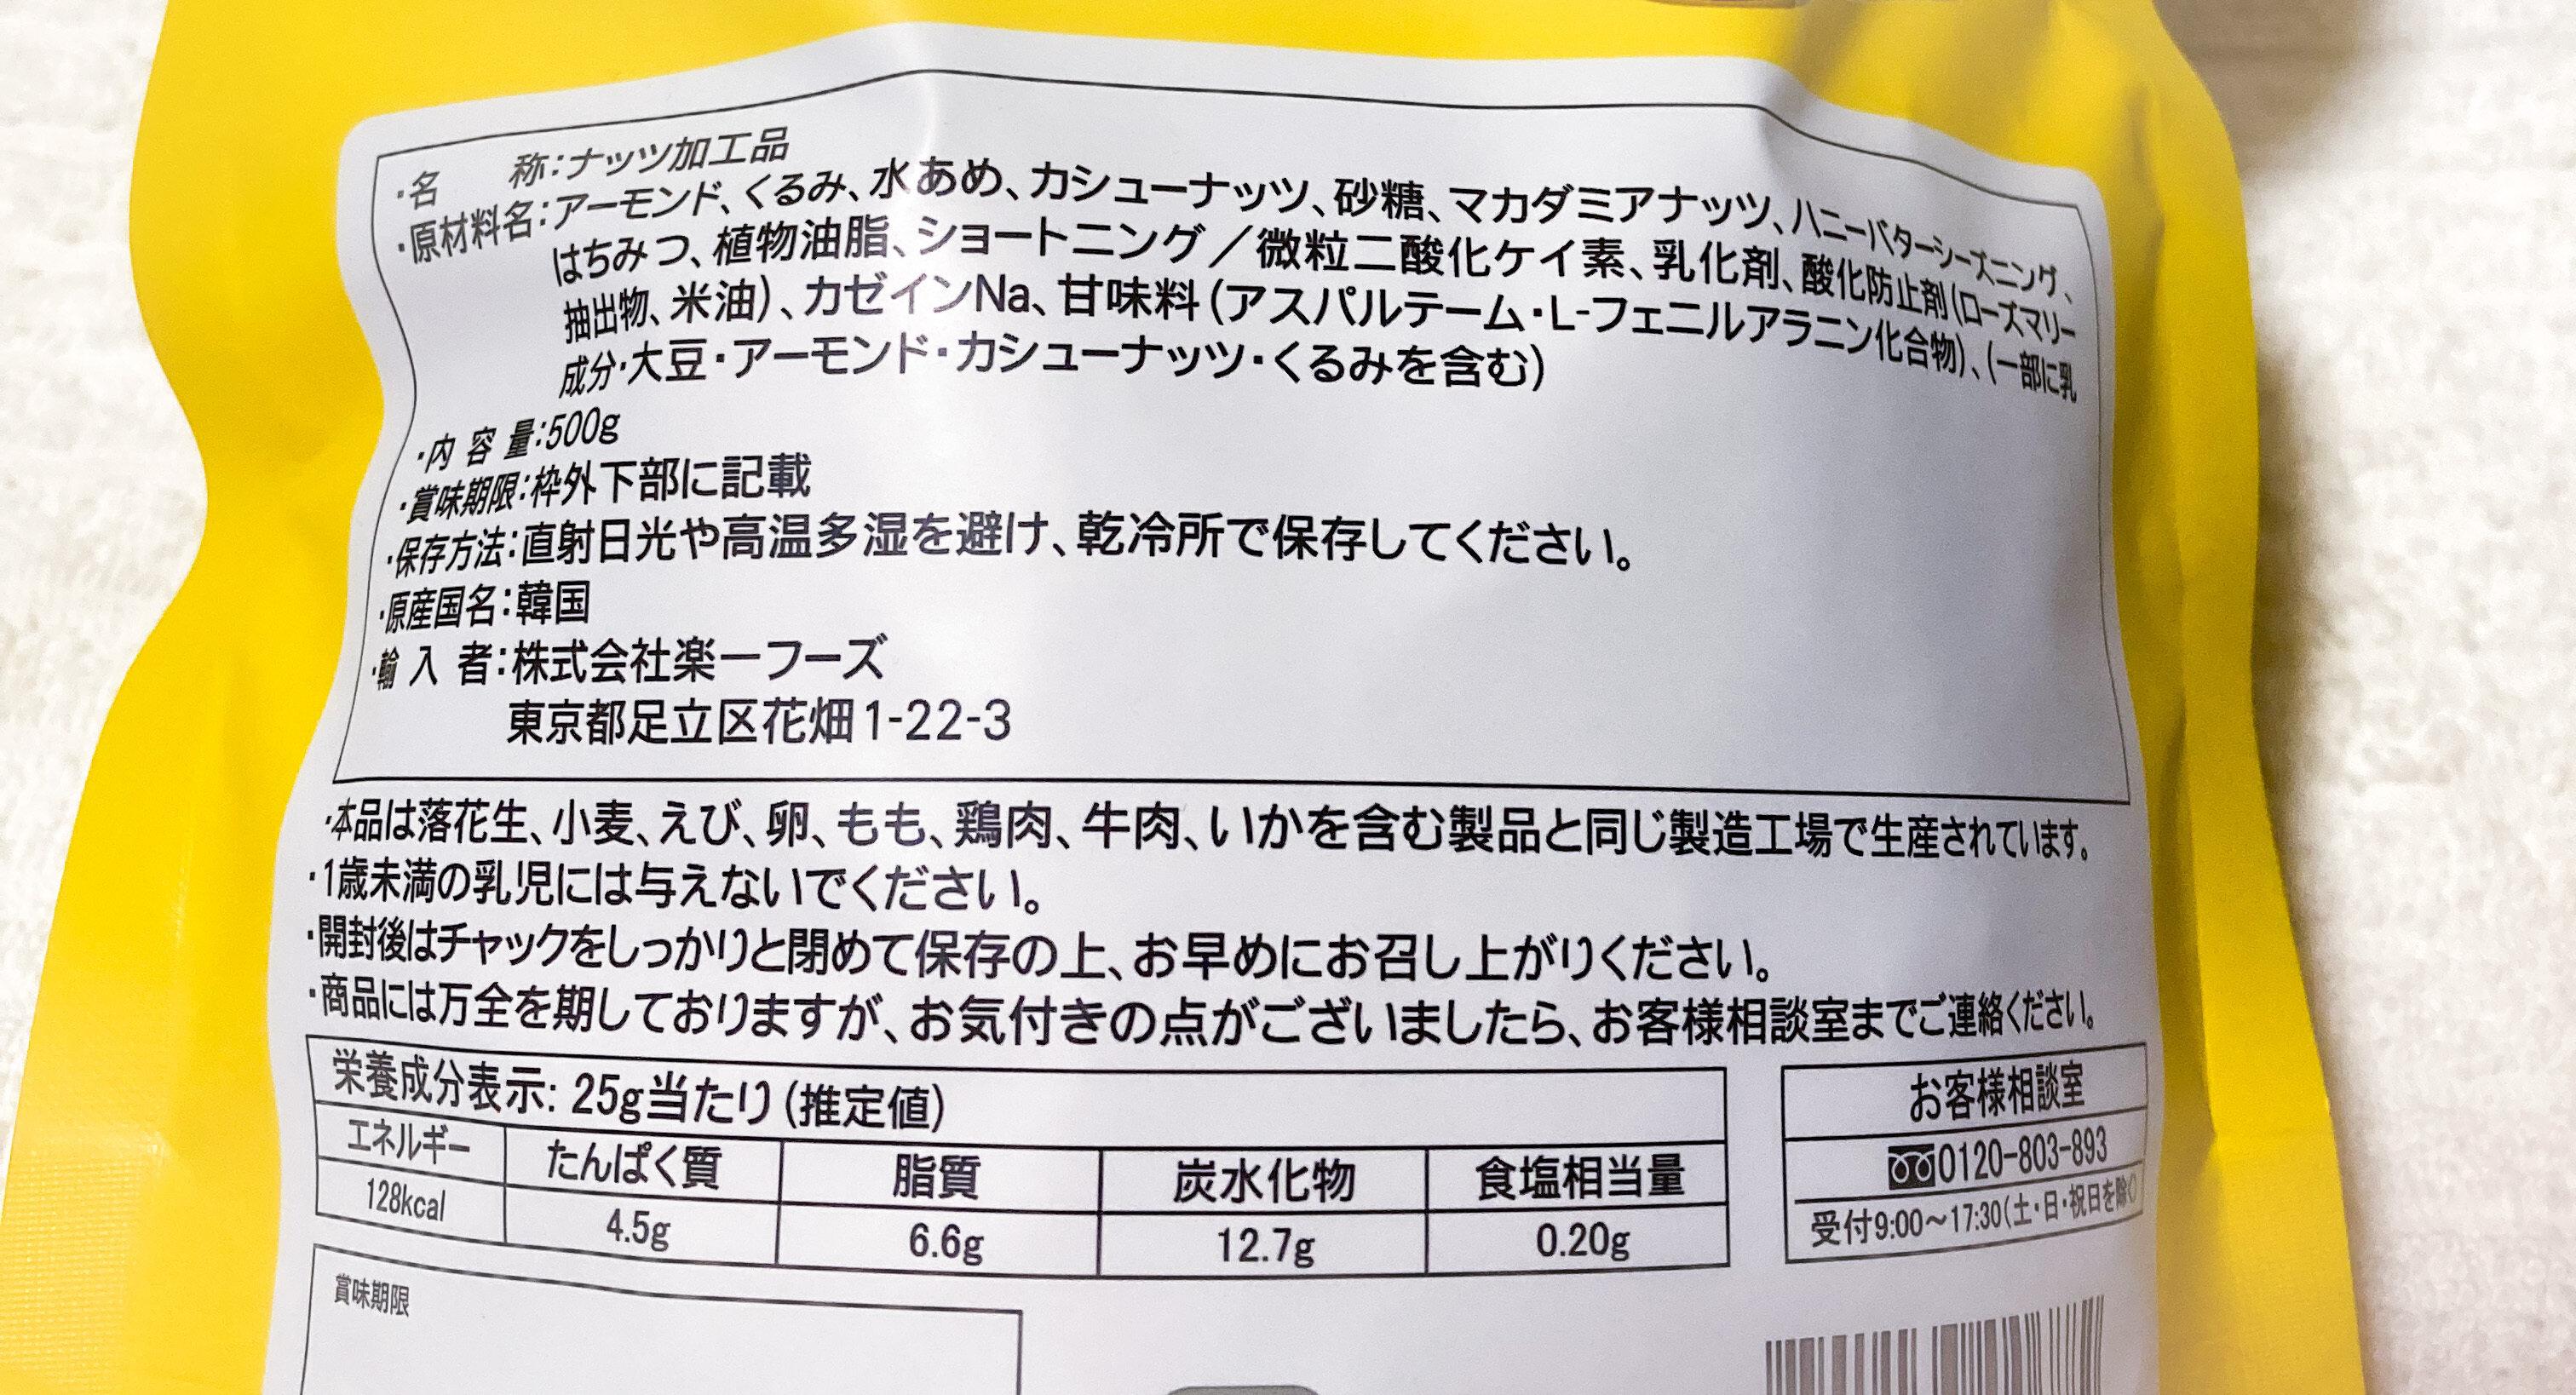 ・名　称：ナッツ加工品
・原材料名：アーモンド、くるみ、水あめ、カシューナッツ、砂糖、マカダミアナッツ、ハニーバターシーズニング、
はちみつ、植物油脂、ショートニング／微粒二酸化ケイ素、乳化剤、酸化防止剤(ローズマリー
抽出物、米油)、カゼインNa、甘味料(アスパルテーム・L-フェニルアラニン化合物)、(一部に乳
成分・大豆・アーモンド・カシューナッツ・くるみを含む)
・内容量：500g
・賞味期限：枠外下部に記載
・保存方法：直射日光や高温多湿を避け、乾冷所で保存してください。
・原産国名：韓国
・輸入者：株式会社楽一フーズ
東京都足立区花畑1-22-3
・本品は落花生、小麦、えび、卵、もも、鶏肉、牛肉、いかを含む製品と同じ製造工場で生産されています。
・1歳未満の乳児には与えないでください。
・開封後はチャックをしっかりと閉めて保存の上、お早めにお召し上がりください。
・商品には万全を期しておりますが、お気付きの点がございましたら、お客様相談室までご連絡ください。
栄養成分表示: 25g当たり(推定値)
エネルギー たんぱく質 脂質 炭水化物 食塩相当量
128kcal 4.5g 6.6g 12.7g 0.20g
お客様相談室
0120-803-893
受付9:00〜17:30(土・日・祝日を除く)
賞味期限